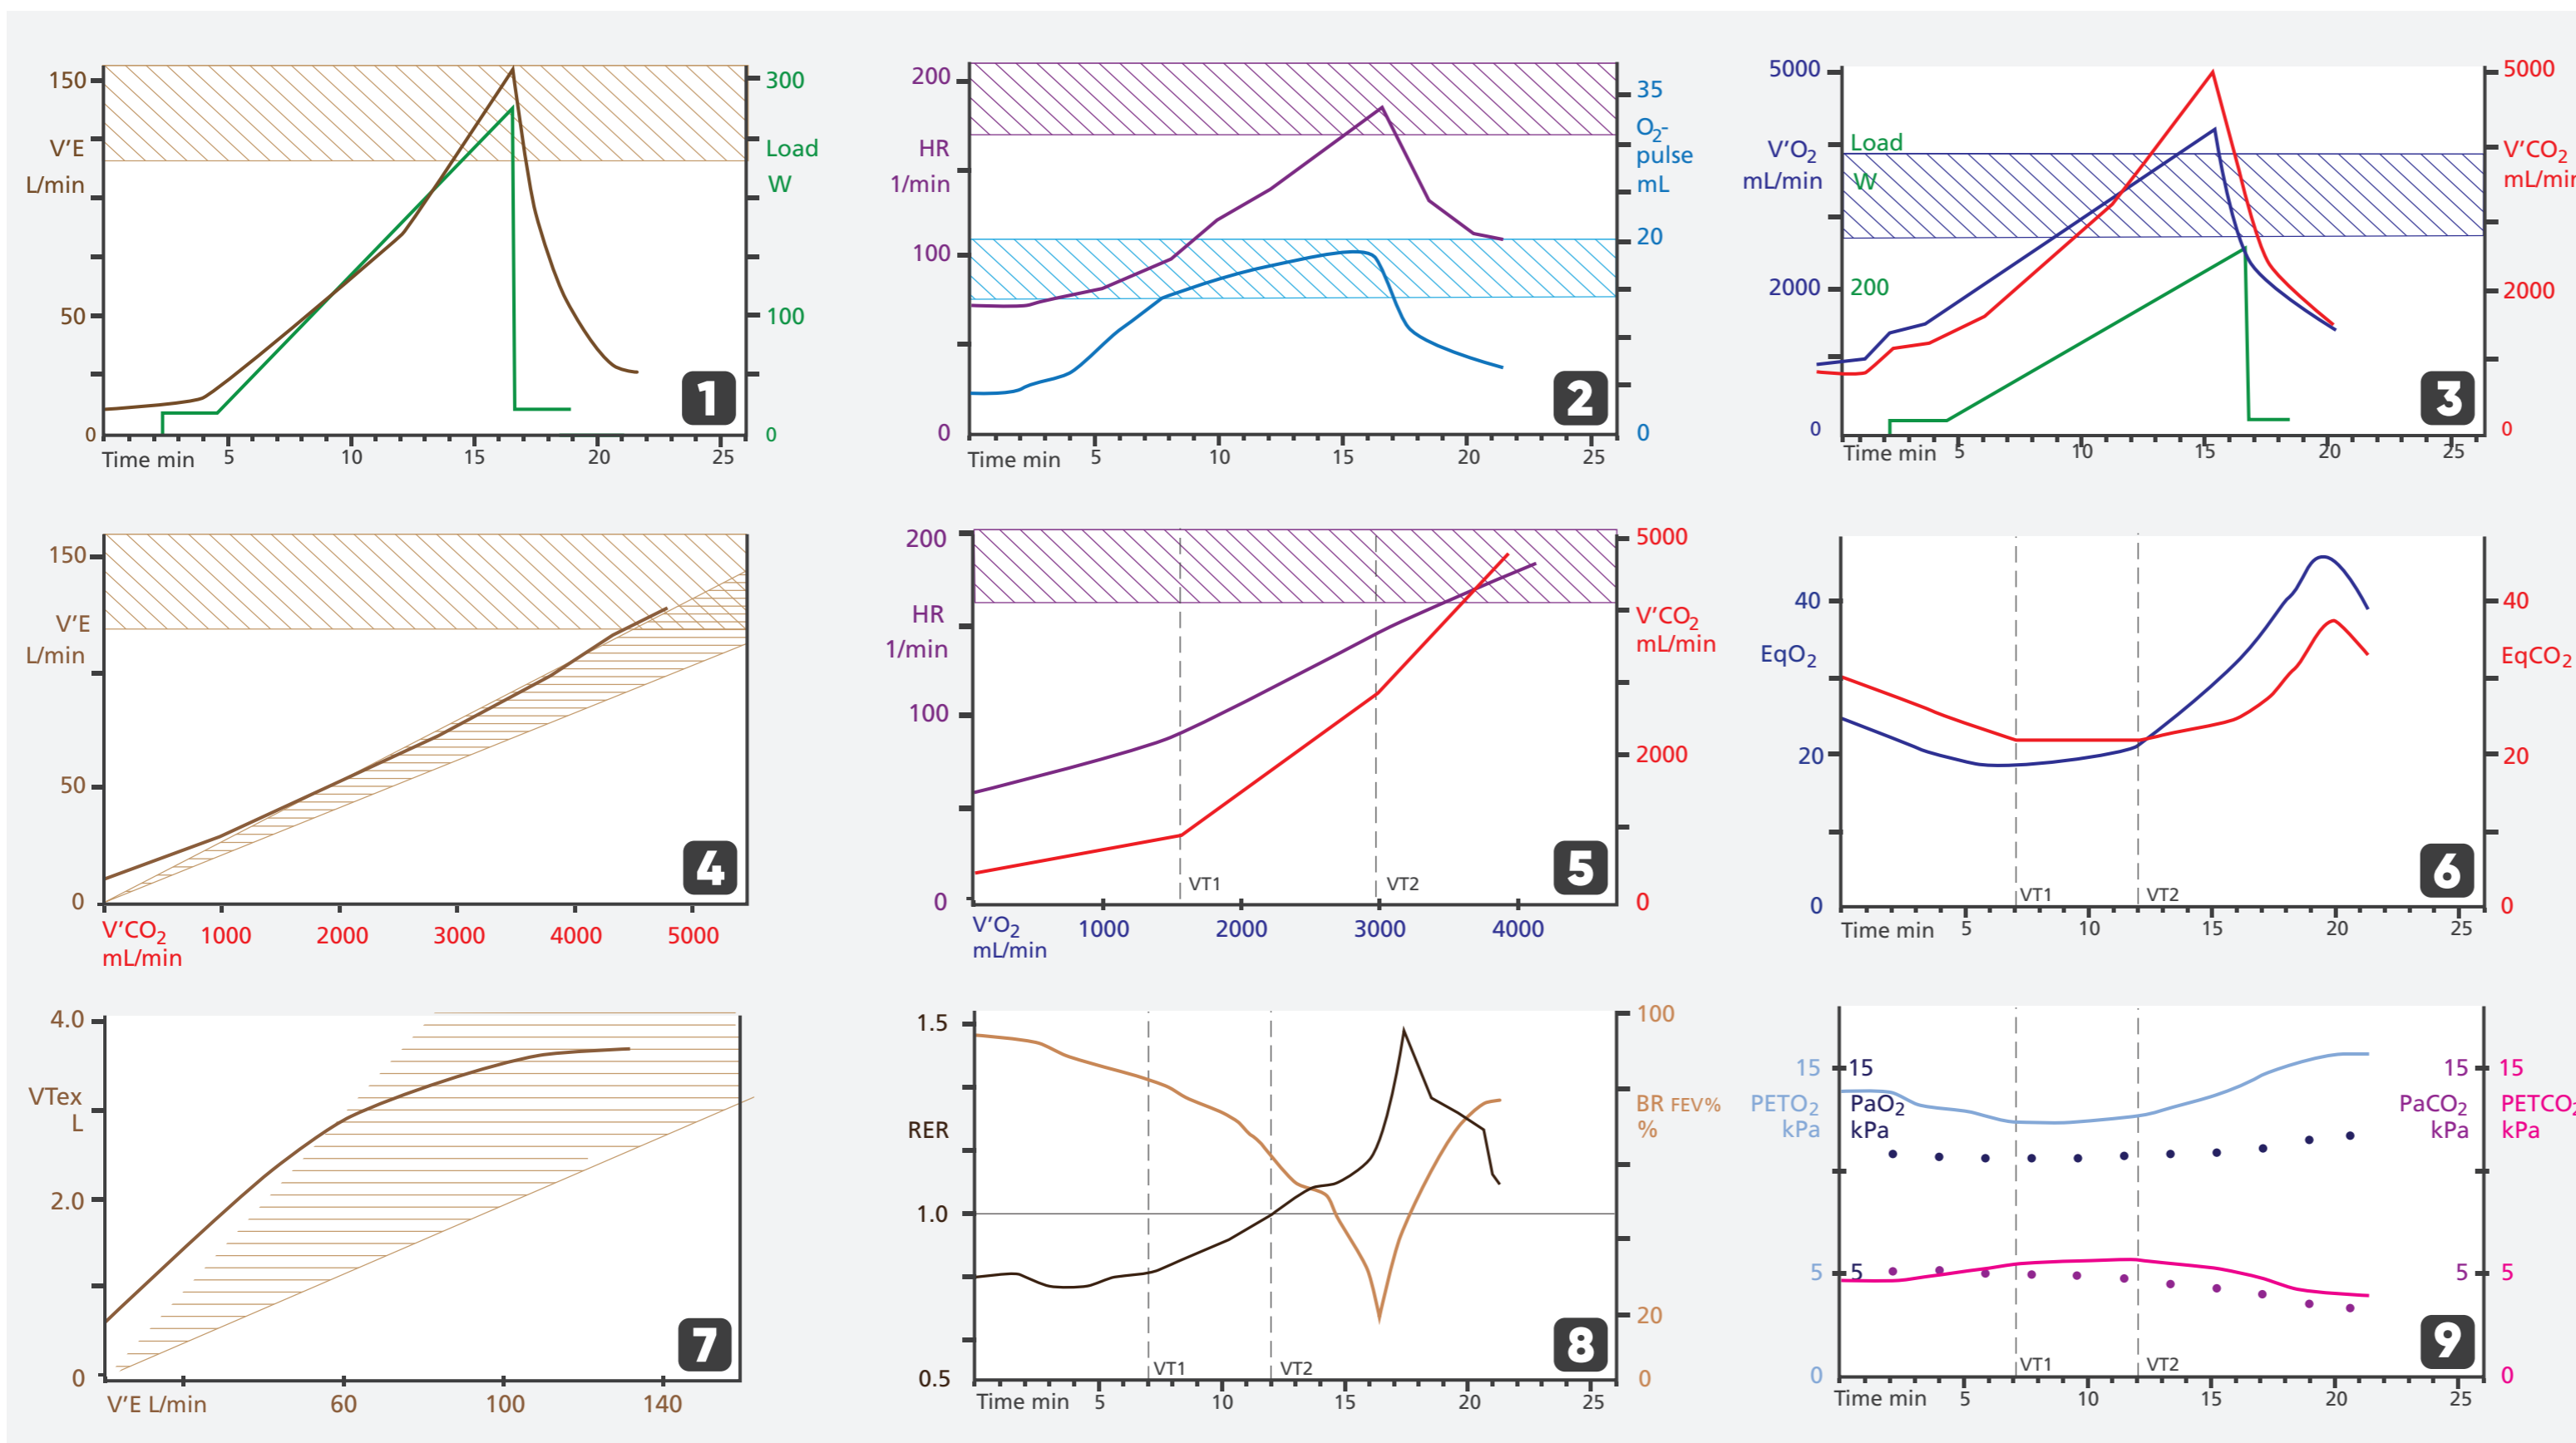 150
V'E
L/min
50
0
300
Load
W
100
0
Time min 5 10 15 20 25
1
200
HR
1/min
100
0
35
O2-
pulse
mL
20
0
Time min 5 10 15 20 25
2
5000
V'O2
mL/min
2000
0
Load
W
200
5000
V'CO2
mL/min
2000
0
Time min 5 10 15 20 25
3
150
V'E
L/min
50
0
V'CO2 1000 2000 3000 4000 5000
mL/min
4
200
HR
1/min
100
0
5000
V'CO2
mL/min
2000
0
VT1 VT2
V'O2 1000 2000 3000 4000
mL/min
5
40
EqO2
20
0
40
EqCO2
20
0
VT1 VT2
Time min 5 10 15 20 25
6
4.0
VTex
L
2.0
0
V'E L/min 60 100 140
7
1.5
RER
1.0
0.5
100
BR FEV%
%
20
0
VT1 VT2
Time min 5 10 15 20 25
8
15 15
PETO2 PaO2
kPa kPa
5 5
0
15 15
PaCO2 PETCO2
kPa kPa
5 5
0
VT1 VT2
Time min 5 10 15 20 25
9